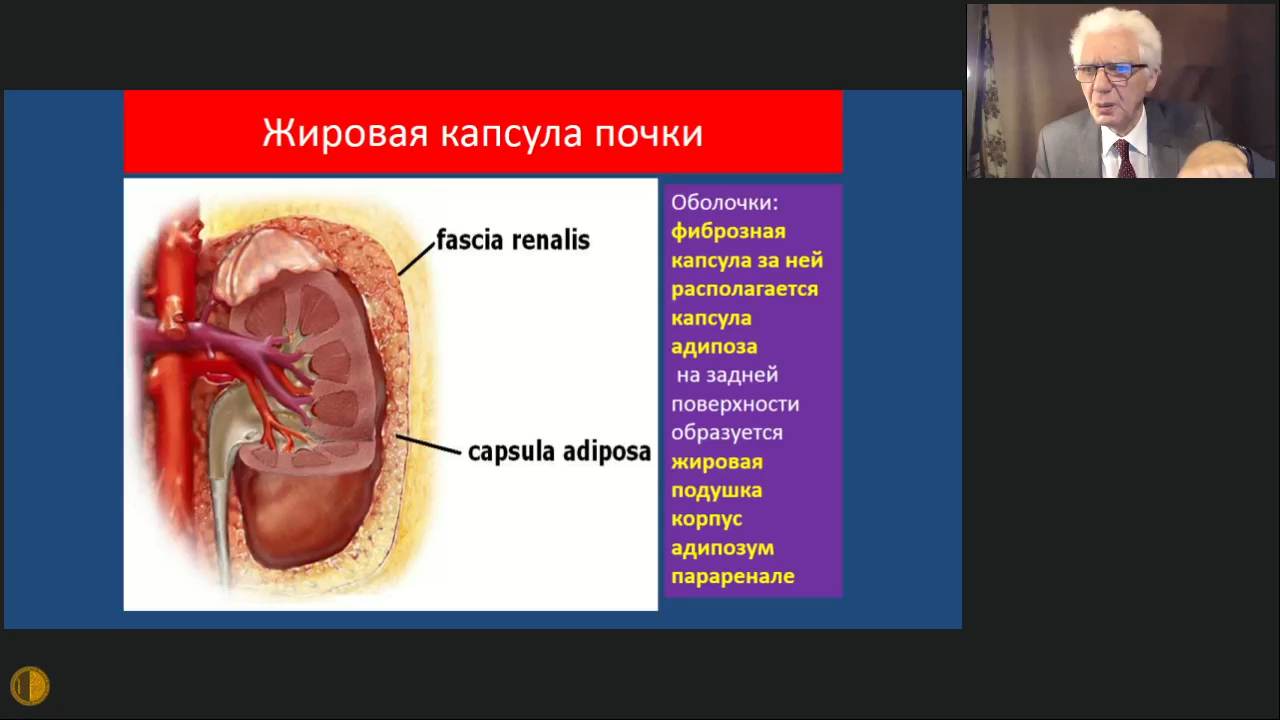 Жировая капсула почки
fascia renalis
capsula adiposa
Оболочки:
фиброзная
капсула за ней
располагается
капсула
адипоза
на задней
поверхности
образуется
жировая
подушка
корпус
адипозум
параренале